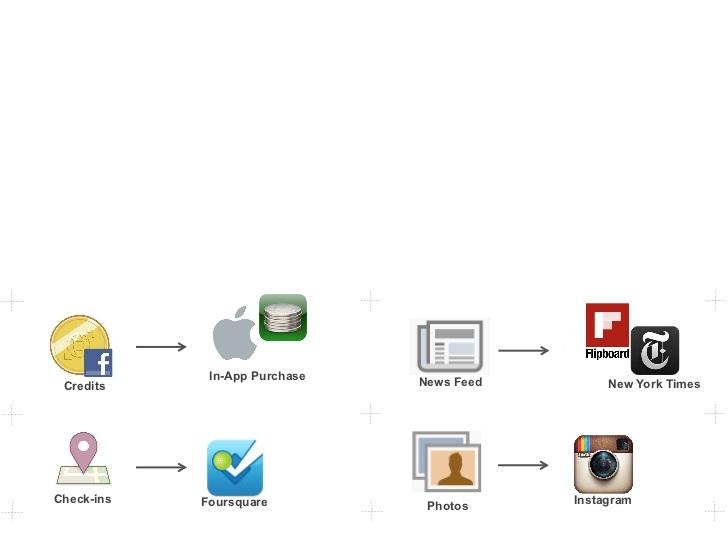 Flipboard
In-App Purchase
Credits
News Feed
New York Times
Check-ins
Foursquare
Photos
Instagram